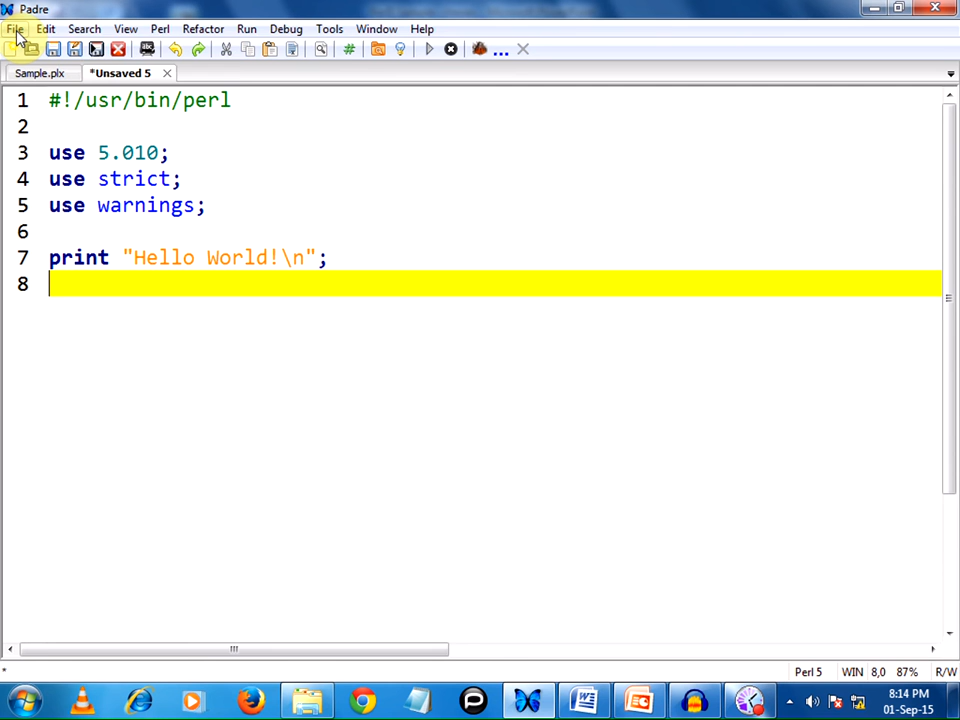 Padre
File Edit Search View Perl Refactor Run Debug Tools Window Help
Sample.plx *Unsaved 5
1 #!/usr/bin/perl
2
3 use 5.010;
4 use strict;
5 use warnings;
6
7 print "Hello World!\n";
8
* Perl 5 WIN 8,0 87% R/W
8:14 PM
01-Sep-15